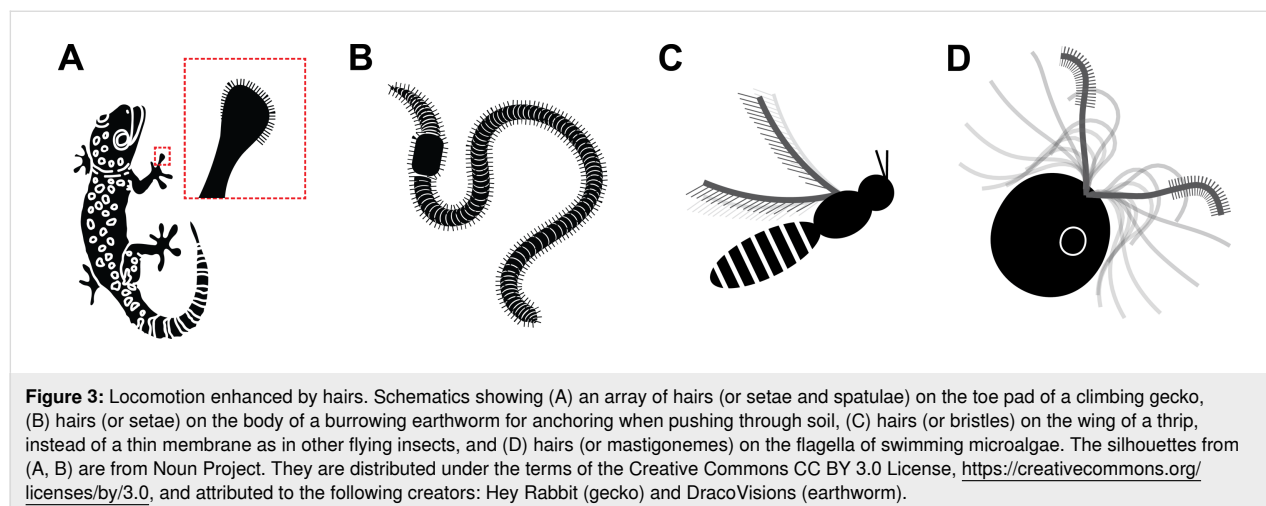 A
B
C
D
Figure 3: Locomotion enhanced by hairs. Schematics showing (A) an array of hairs (or setae and spatulae) on the toe pad of a climbing gecko,
(B) hairs (or setae) on the body of a burrowing earthworm for anchoring when pushing through soil, (C) hairs (or bristles) on the wing of a thrip,
instead of a thin membrane as in other flying insects, and (D) hairs (or mastigonemes) on the flagella of swimming microalgae. The silhouettes from
(A, B) are from Noun Project. They are distributed under the terms of the Creative Commons CC BY 3.0 License, https://creativecommons.org/
licenses/by/3.0, and attributed to the following creators: Hey Rabbit (gecko) and DracoVisions (earthworm).